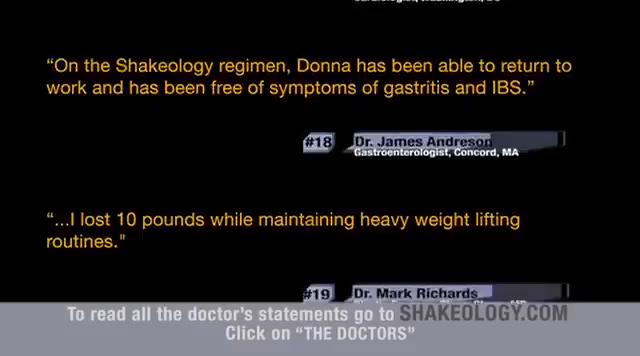 “On the Shakeology regimen, Donna has been able to return to
work and has been free of symptoms of gastritis and IBS.”
#18 Dr. James Andreson
Gastroenterologist, Concord, MA
“...I lost 10 pounds while maintaining heavy weight lifting
routines."
#19 Dr. Mark Richards
To read all the doctor’s statements go to SHAKEOLOGY.COM
Click on “THE DOCTORS”